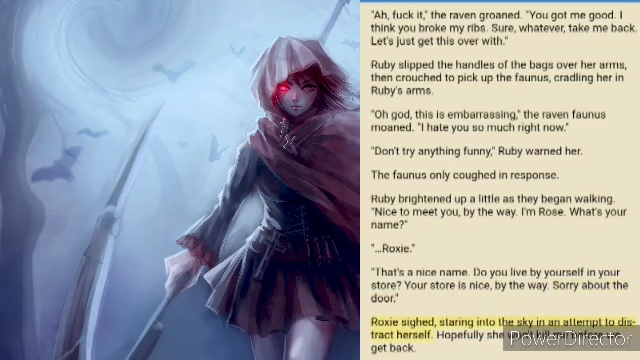 "Ah, fuck it," the raven groaned. "You got me good. I
think you broke my ribs. Sure, whatever, take me back.
Let's just get this over with."
Ruby slipped the handles of the bags over her arms,
then crouched to pick up the faunus, cradling her in
Ruby's arms.
"Oh god, this is embarrassing," the raven faunus
moaned. "I hate you so much right now."
"Don't try anything funny," Ruby warned her.
The faunus only coughed in response.
Ruby brightened up a little as they began walking.
"Nice to meet you, by the way. I'm Rose. What's your
name?"
"...Roxie."
"That's a nice name. Do you live by yourself in your
store? Your store is nice, by the way. Sorry about the
door."
Roxie sighed, staring into the sky in an attempt to dis-
tract herself. Hopefully she
get back.
PowerDirector